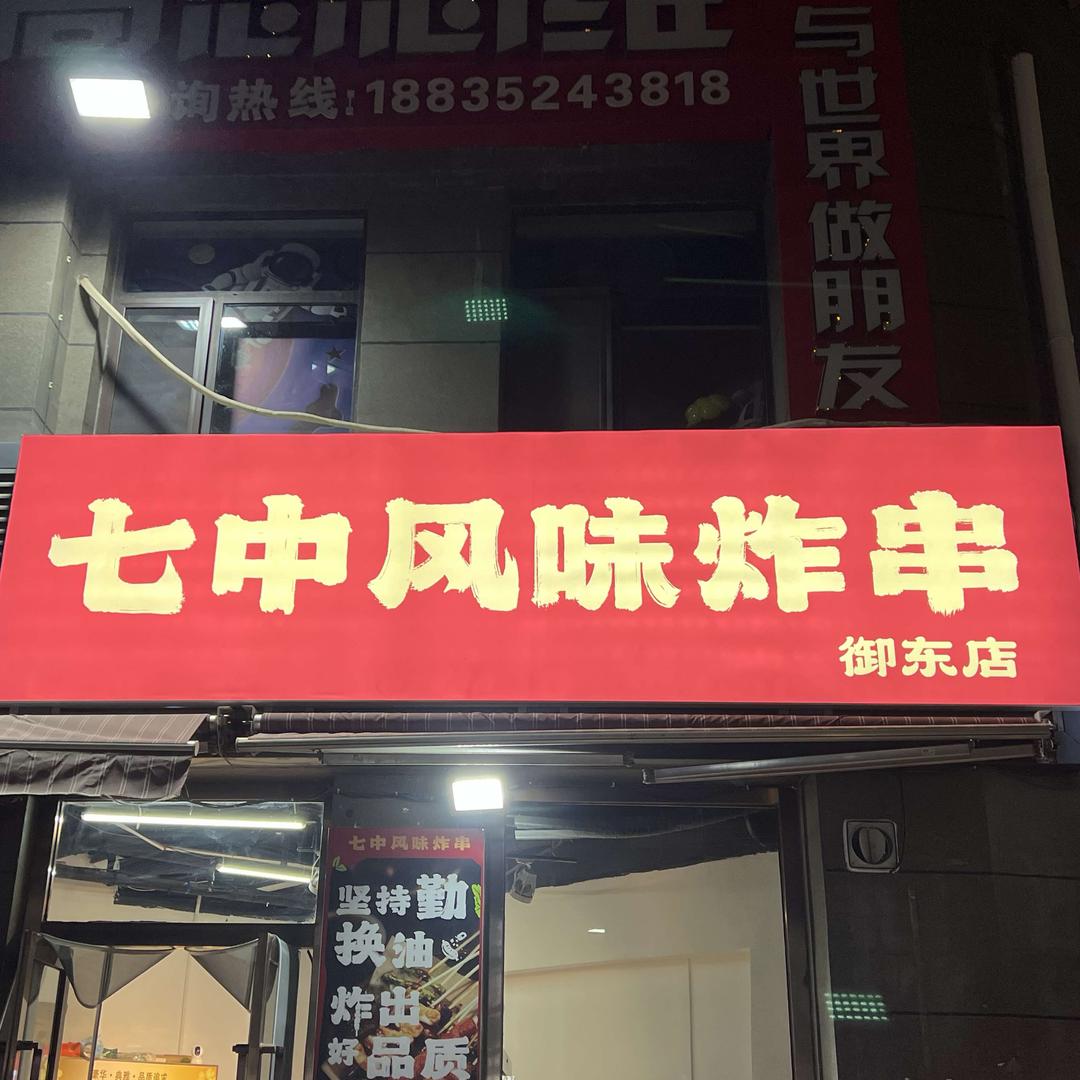 询热线:18835243818
与世界做朋友
七中风味炸串
御东店
七中风味炸串
坚持勤
换油
炸出
好品质